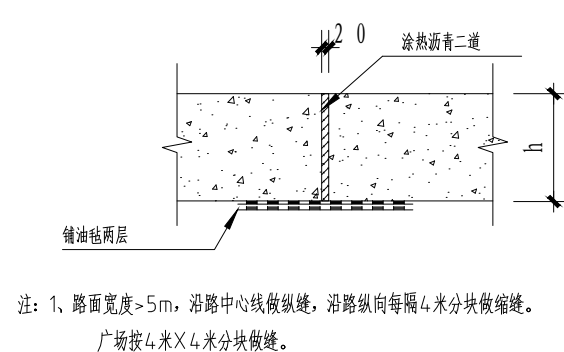 20
涂热沥青二道
h
铺油毡两层
注：1、路面宽度>5m，沿路中心线做纵缝，沿路纵向每隔4米分块做缩缝。
广场按4米X4米分块做缝。